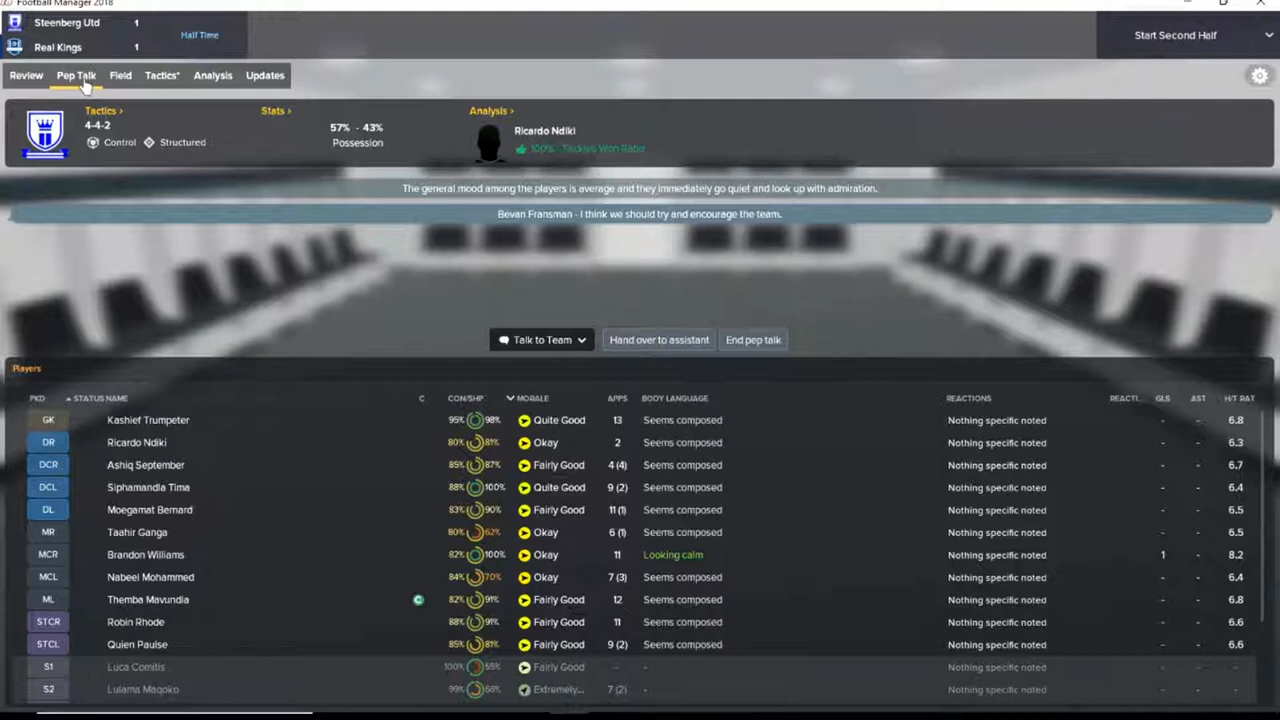 Football Manager 2018
Steenberg Utd 1
Real Kings 1
Half Time
Start Second Half
Review Pep Talk Field Tactics* Analysis Updates
Tactics >
4-4-2
Control Structured
Stats >
57% - 43%
Possession
Analysis >
Ricardo Ndiki
100% Tackles Won Ratio
The general mood among the players is average and they immediately go quiet and look up with admiration.
Bevan Fransman - I think we should try and encourage the team.
Talk to Team Hand over to assistant End pep talk
Players
PKD STATUS NAME C CON/SHP MORALE APPS BODY LANGUAGE REACTIONS REACTI... GLS AST H/T RAT
GK Kashief Trumpeter 95% 98% Quite Good 13 Seems composed Nothing specific noted - - 6.8
DR Ricardo Ndiki 80% 81% Okay 2 Seems composed Nothing specific noted - - 6.3
DCR Ashiq September 85% 87% Fairly Good 4 (4) Seems composed Nothing specific noted - - 6.7
DCL Siphamandla Tima 88% 100% Quite Good 9 (2) Seems composed Nothing specific noted - - 6.4
DL Moegamat Bernard 83% 90% Fairly Good 11 (1) Seems composed Nothing specific noted - - 6.5
MR Taahir Ganga 80% 62% Okay 6 (1) Seems composed Nothing specific noted - - 6.5
MCR Brandon Williams 82% 100% Okay 11 Looking calm Nothing specific noted 1 - 8.2
MCL Nabeel Mohammed 84% 70% Okay 7 (3) Seems composed Nothing specific noted - - 6.4
ML Themba Mavundla C 82% 91% Fairly Good 12 Seems composed Nothing specific noted - - 6.8
STCR Robin Rhode 88% 91% Fairly Good 11 Seems composed Nothing specific noted - - 6.6
STCL Quien Paulse 85% 81% Fairly Good 9 (2) Seems composed Nothing specific noted - - 6.6
S1 Luca Comitis 100% 55% Fairly Good - -
S2 Lulama Maqoko 99% 66% Extremely... 7 (2) -